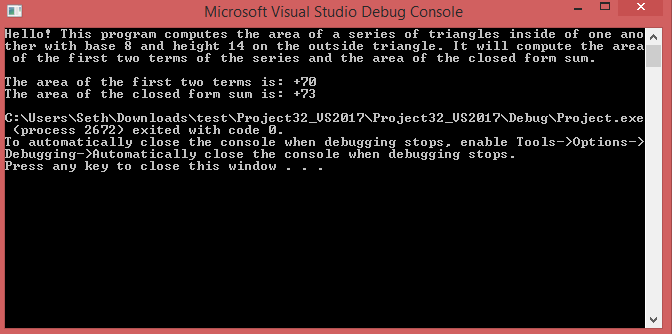 Microsoft Visual Studio Debug Console
Hello! This program computes the area of a series of triangles inside of one ano
ther with base 8 and height 14 on the outside triangle. It will compute the area
 of the first two terms of the series and the area of the closed form sum.
The area of the first two terms is: +70
The area of the closed form sum is: +73
C:\Users\Seth\Downloads\test\Project32_VS2017\Project32_VS2017\Debug\Project.exe
 (process 2672) exited with code 0.
To automatically close the console when debugging stops, enable Tools->Options->
Debugging->Automatically close the console when debugging stops.
Press any key to close this window . . .